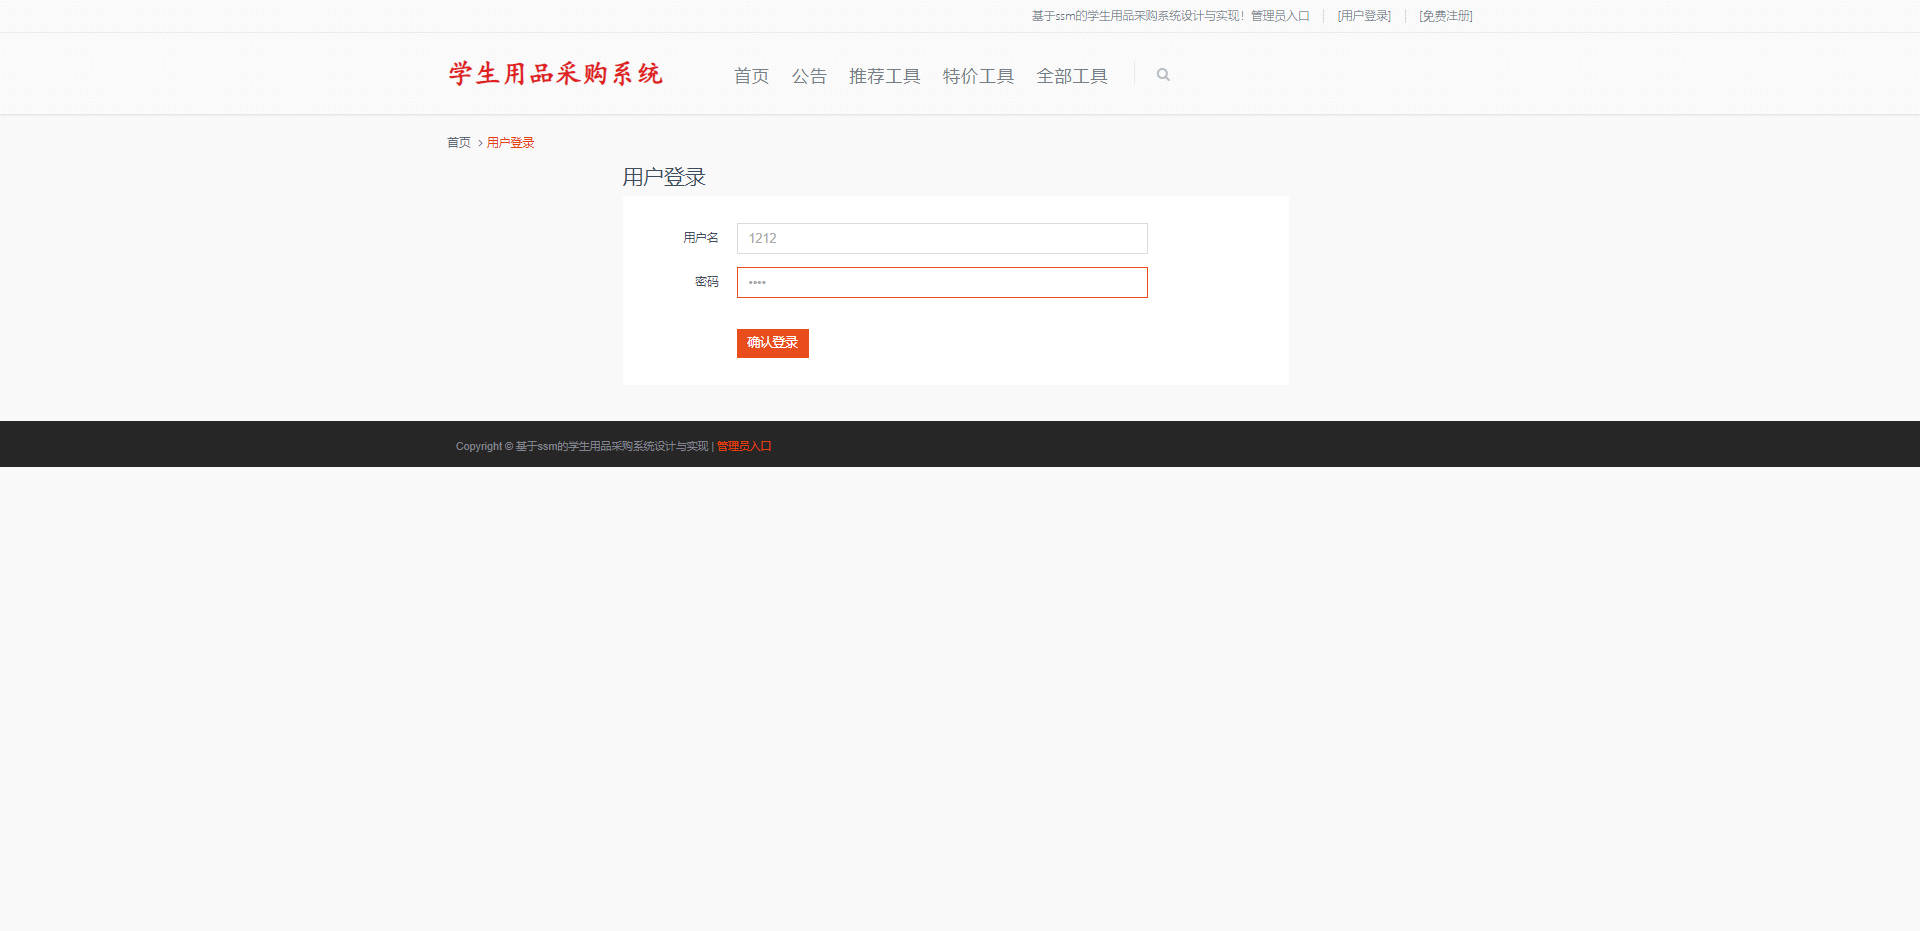 基于ssm的学生用品采购系统设计与实现！管理员入口 [用户登录] [免费注册]
学生用品采购系统 首页 公告 推荐工具 特价工具 全部工具
首页 > 用户登录
用户登录
用户名 1212
密码 ••••
确认登录
Copyright © 基于ssm的学生用品采购系统设计与实现 | 管理员入口